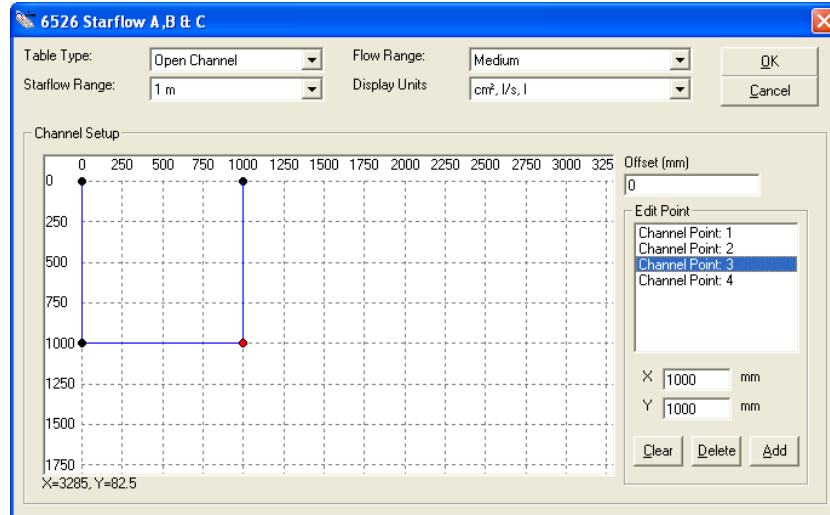 6526 Starflow A,B & C
Table Type: Open Channel Flow Range: Medium OK
Starflow Range: 1 m Display Units cm², l/s, l Cancel
Channel Setup
0 250 500 750 1000 1250 1500 1750 2000 2250 2500 2750 3000 325
0
250
500
750
1000
1250
1500
1750
X=3285, Y=82.5
Offset (mm)
0
Edit Point
Channel Point: 1
Channel Point: 2
Channel Point: 3
Channel Point: 4
X 1000 mm
Y 1000 mm
Clear Delete Add